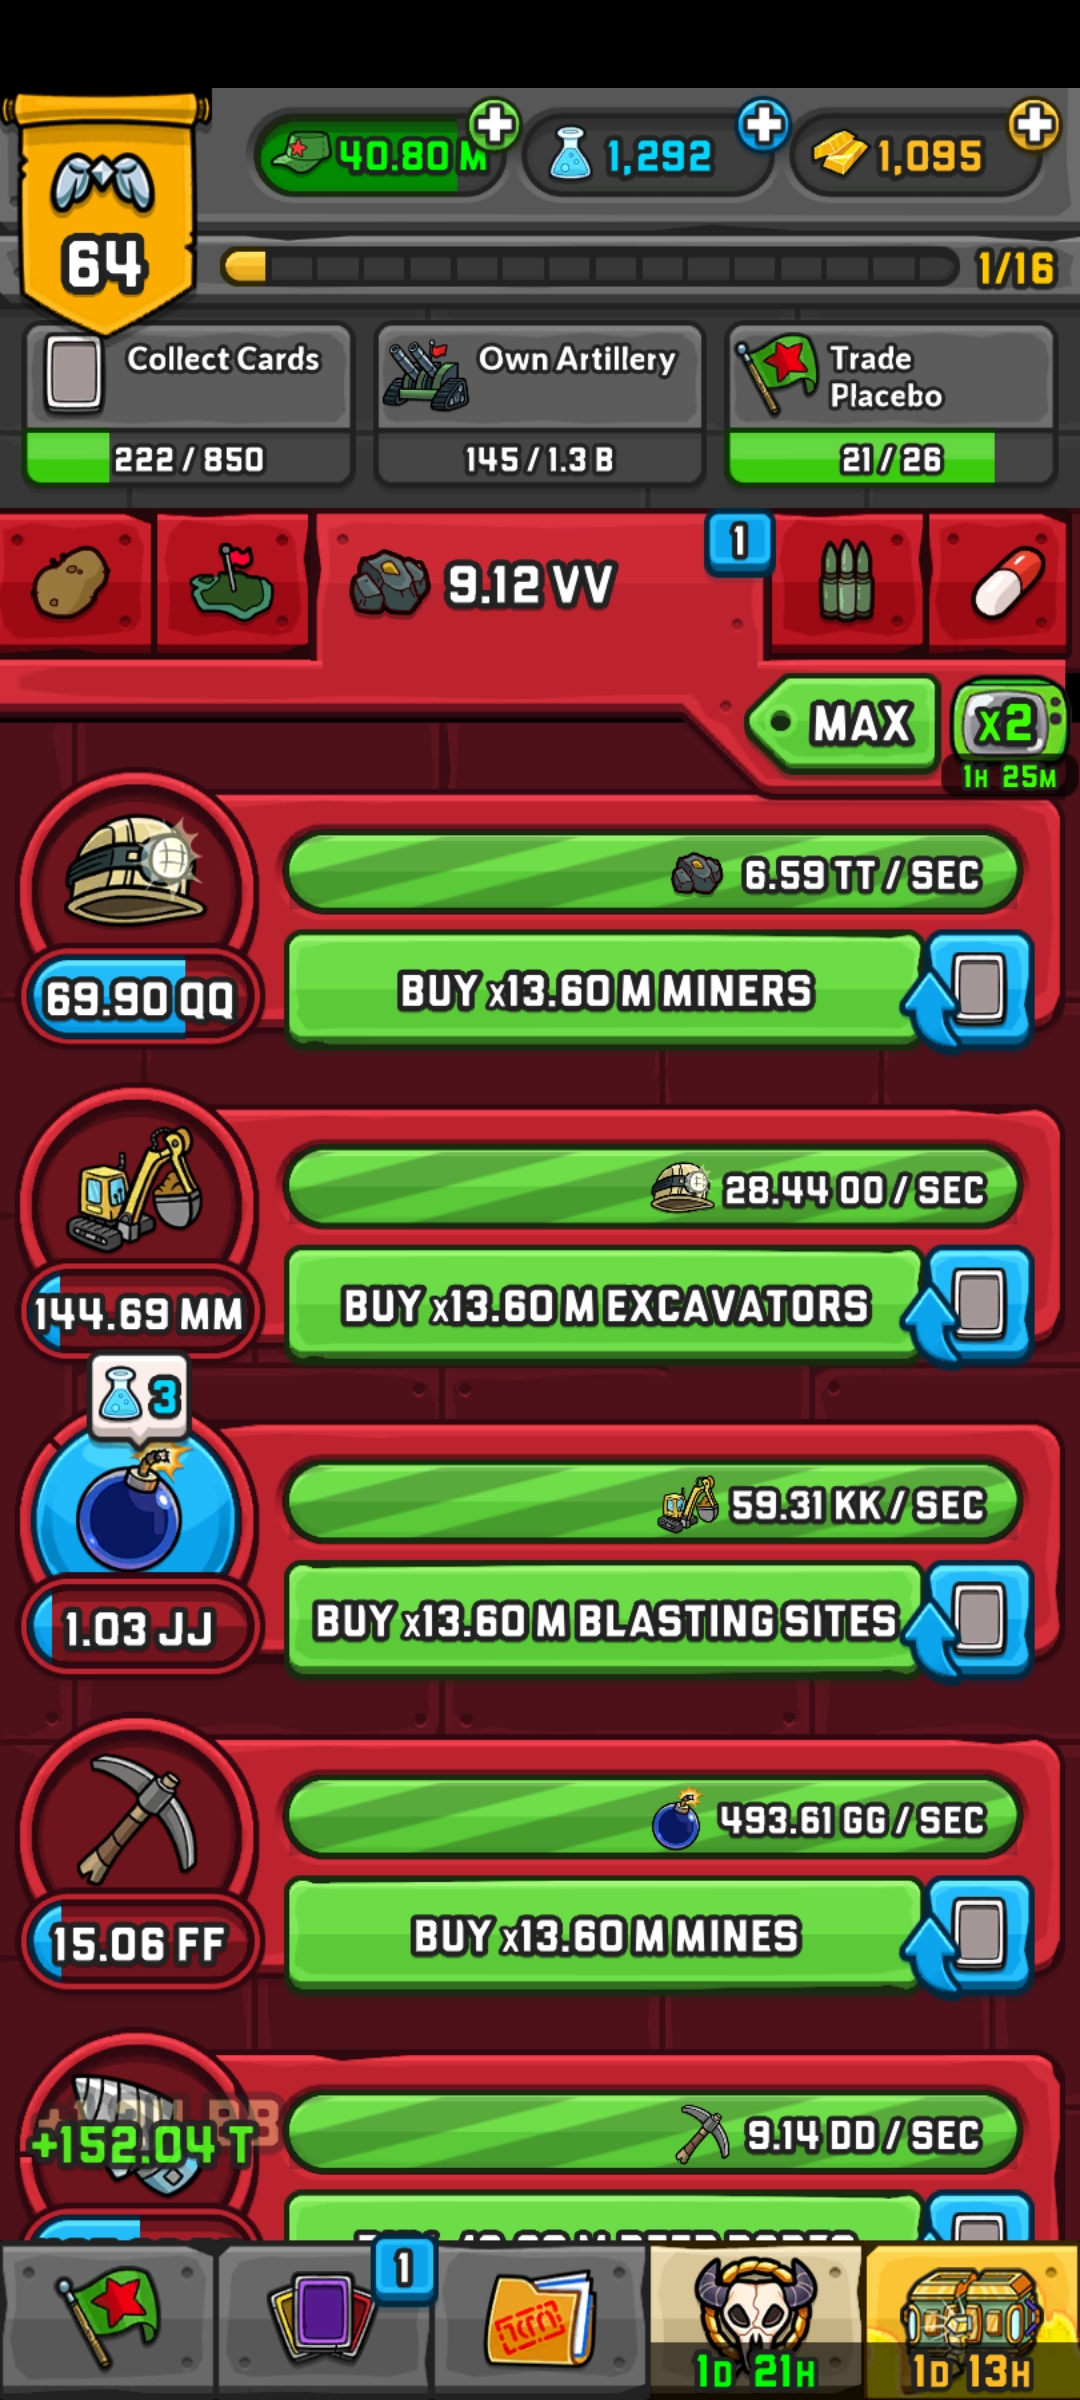 40.80 M
1,292
1,095
64
1/16
Collect Cards
222 / 850
Own Artillery
145 / 1.3 B
Trade
Placebo
21 / 26
9.12 VV
1
MAX
x2
1H 25M
6.59 TT / SEC
69.90 QQ
BUY x13.60 M MINERS
28.44 OO / SEC
144.69 MM
BUY x13.60 M EXCAVATORS
3
59.31 KK / SEC
1.03 JJ
BUY x13.60 M BLASTING SITES
493.61 GG / SEC
15.06 FF
BUY x13.60 M MINES
+152.04 T
9.14 DD / SEC
1
1D 21H
1D 13H